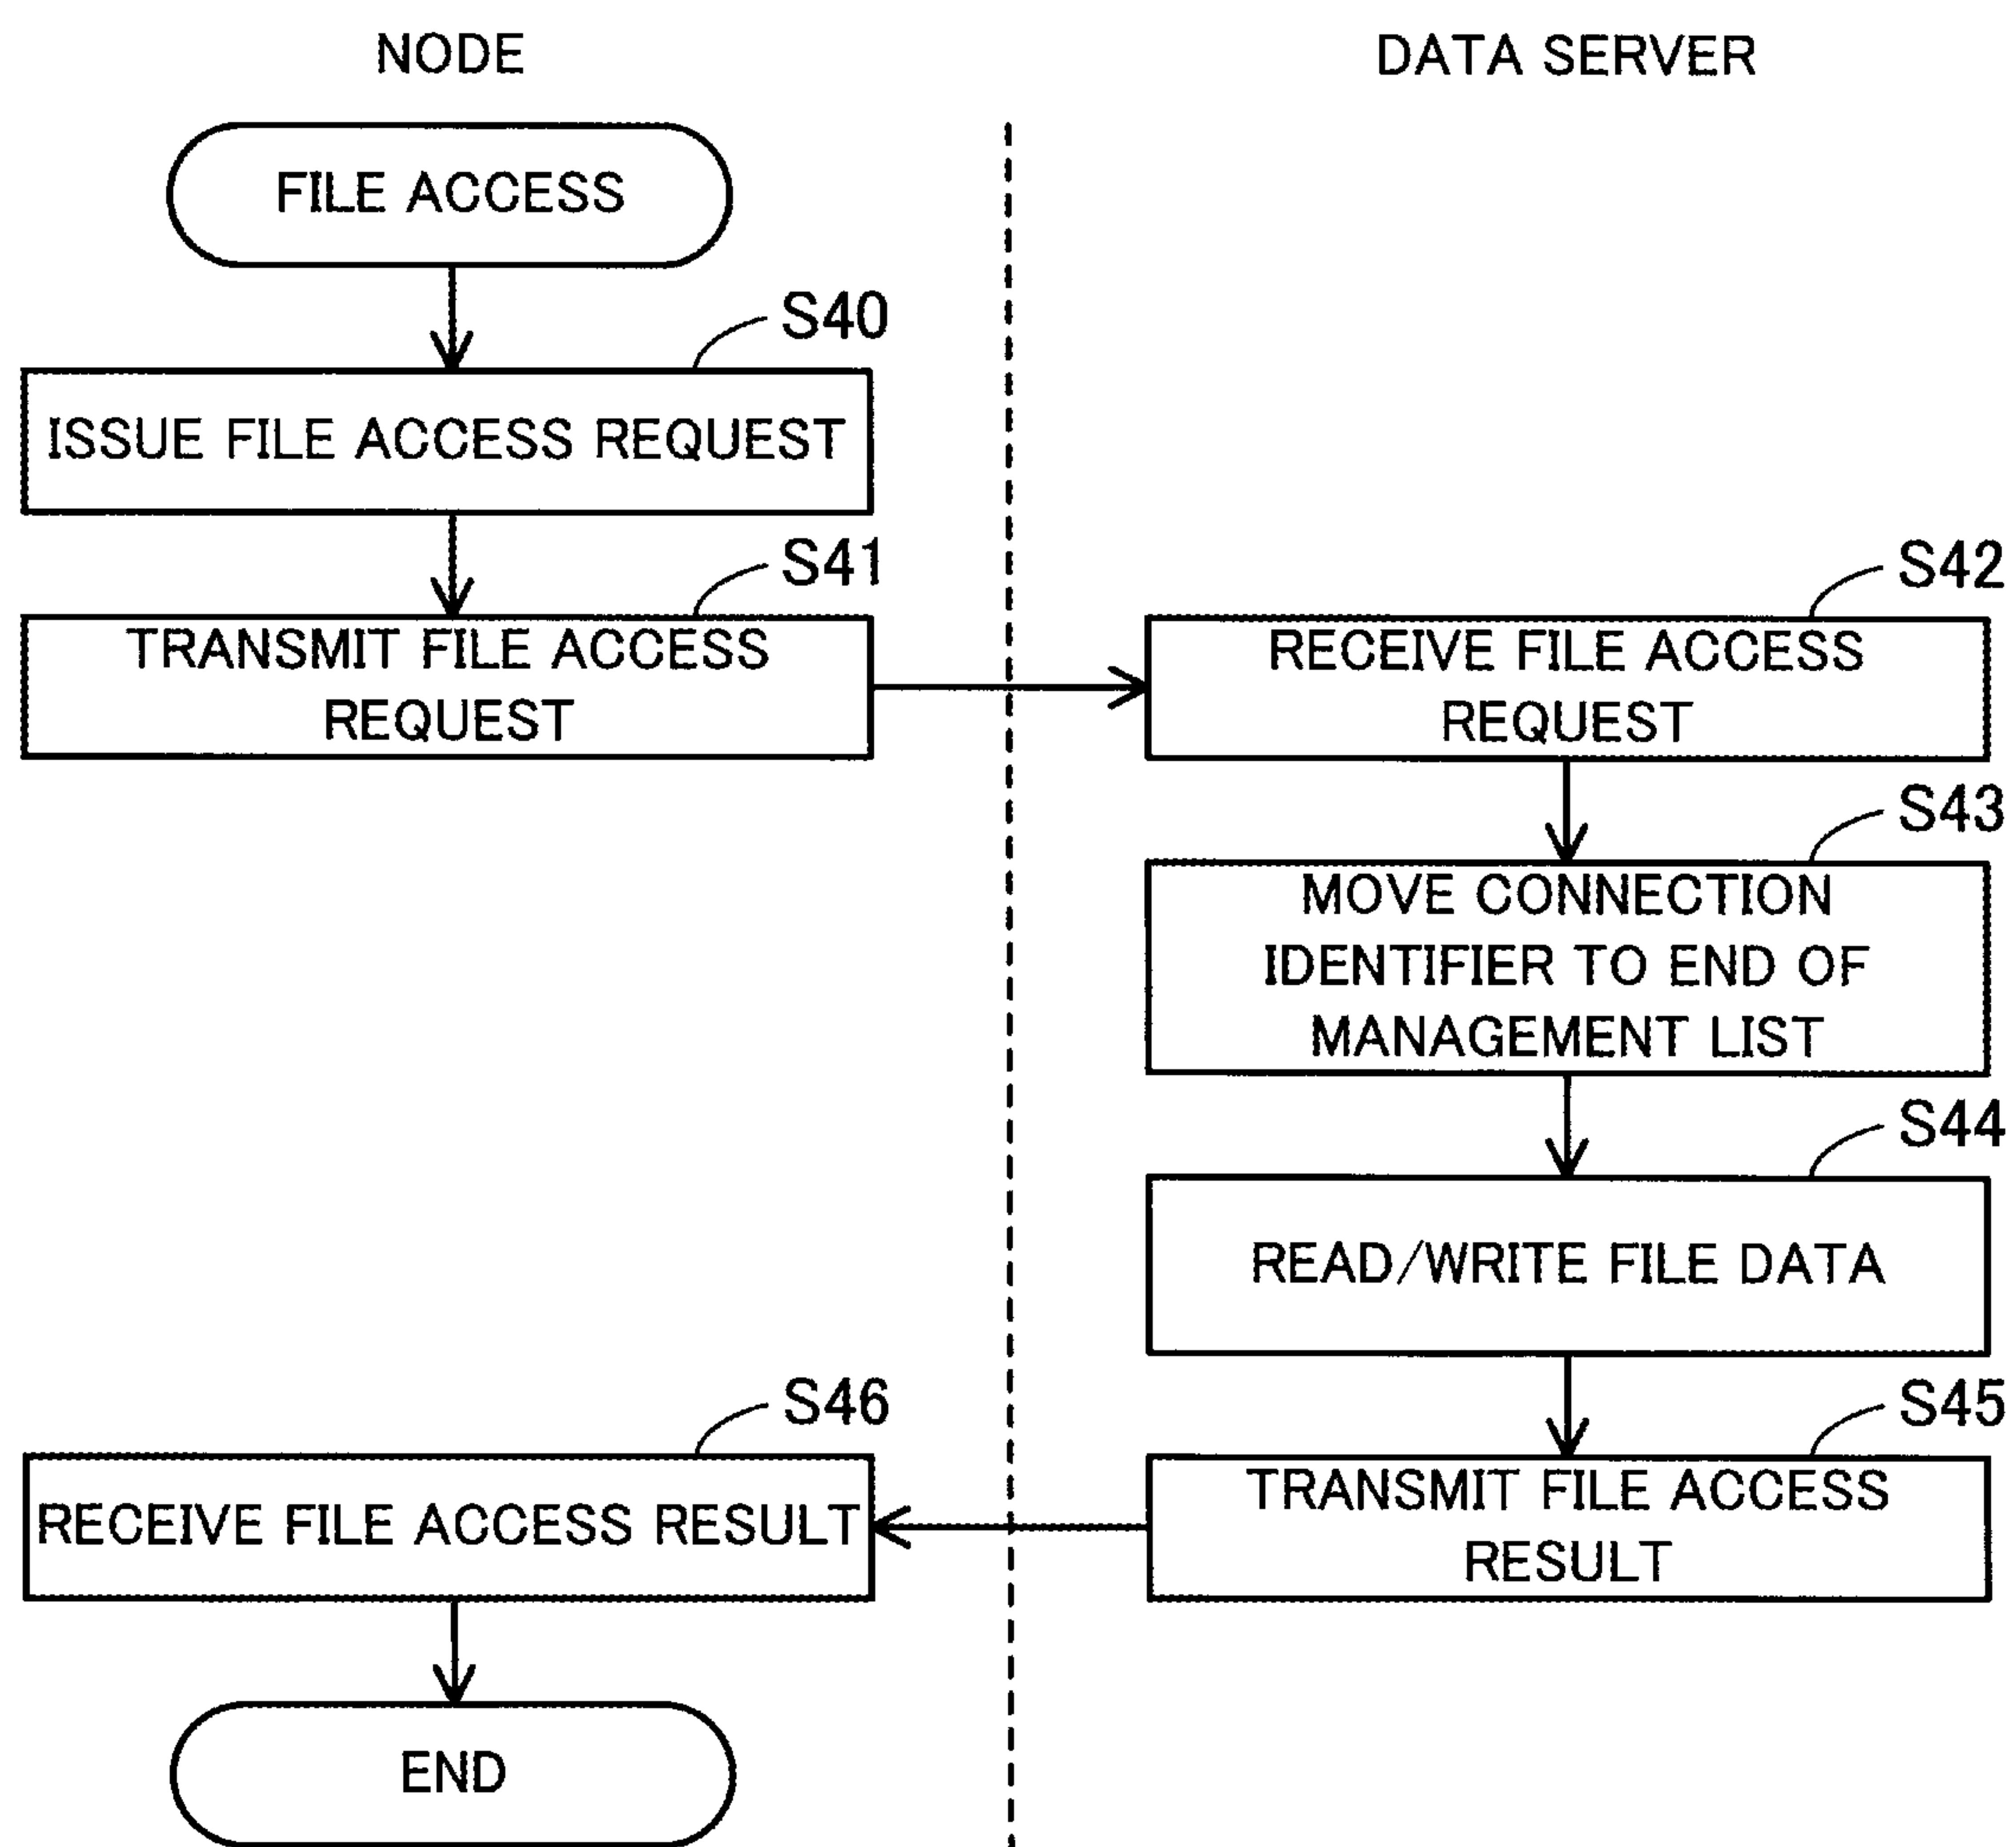 NODE
DATA SERVER
FILE ACCESS
S40
ISSUE FILE ACCESS REQUEST
S41
TRANSMIT FILE ACCESS
REQUEST
S42
RECEIVE FILE ACCESS
REQUEST
S43
MOVE CONNECTION
IDENTIFIER TO END OF
MANAGEMENT LIST
S44
READ/WRITE FILE DATA
S45
TRANSMIT FILE ACCESS
RESULT
S46
RECEIVE FILE ACCESS RESULT
END